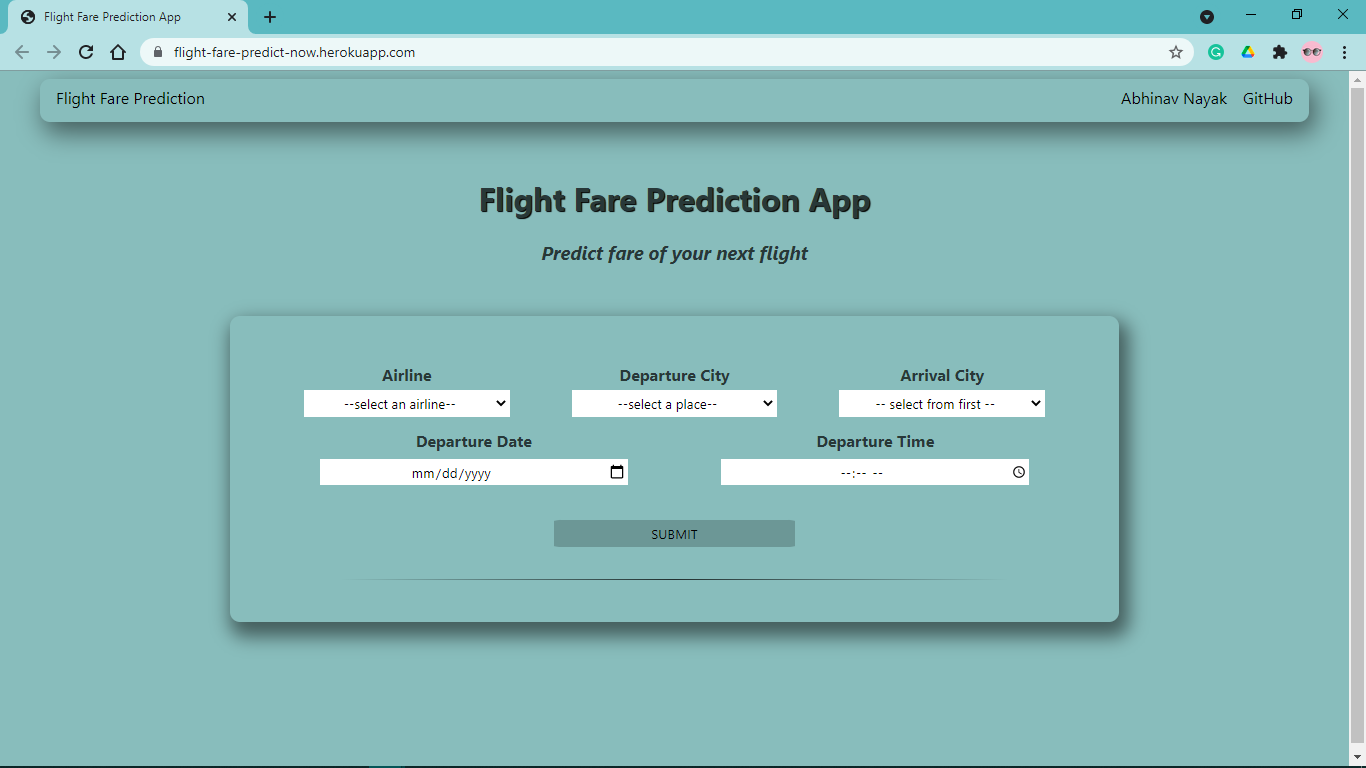 Flight Fare Prediction App
flight-fare-predict-now.herokuapp.com
Flight Fare Prediction Abhinav Nayak GitHub
Flight Fare Prediction App
Predict fare of your next flight
Airline Departure City Arrival City
--select an airline-- --select a place-- -- select from first --
Departure Date Departure Time
mm/dd/yyyy --:-- --
SUBMIT